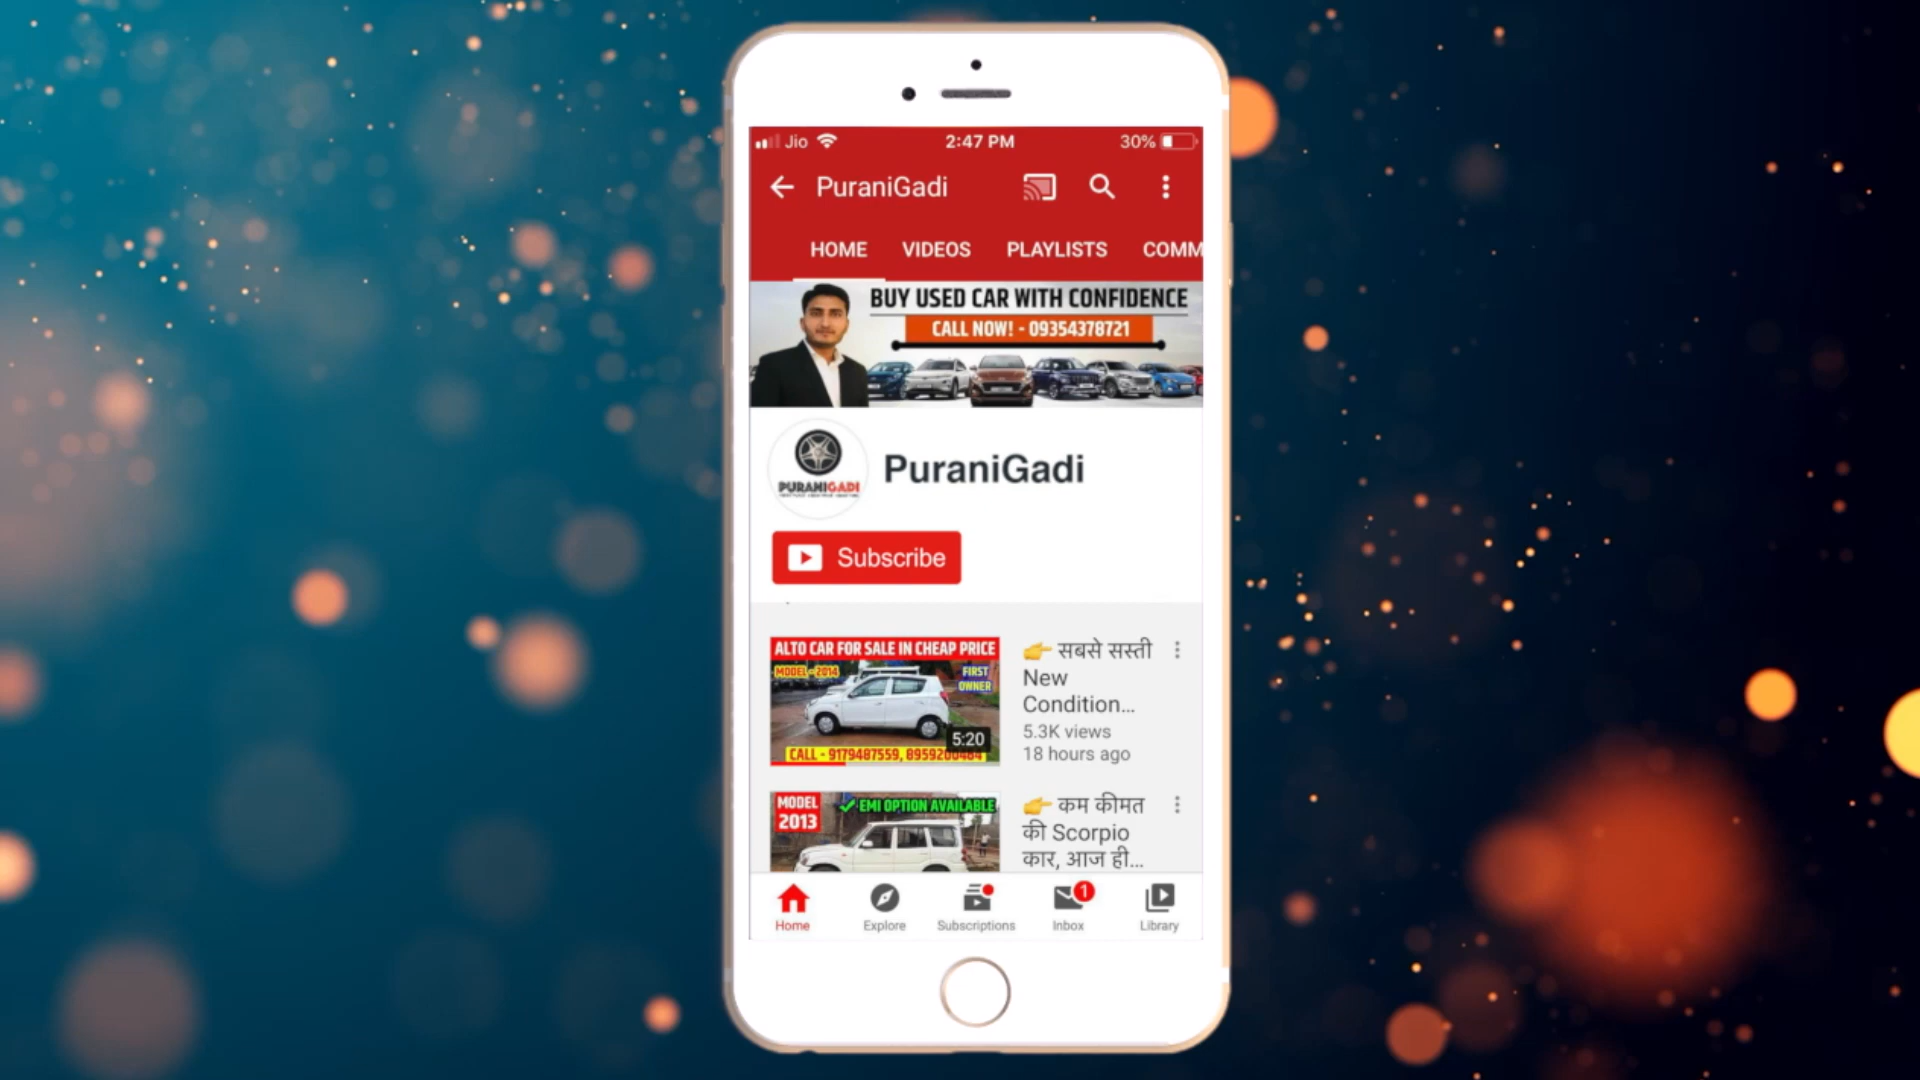 Jio 2:47 PM 30%
PuraniGadi
HOME VIDEOS PLAYLISTS COMM
BUY USED CAR WITH CONFIDENCE
CALL NOW! - 09354378721
PURANIGADI
PuraniGadi
Subscribe
ALTO CAR FOR SALE IN CHEAP PRICE
MODEL - 2014
FIRST
OWNER
5:20
CALL - 9179487559, 8959200484
👉 सबसे सस्ती
New
Condition...
5.3K views
18 hours ago
MODEL
2013
EMI OPTION AVAILABLE
👉 कम कीमत
की Scorpio
कार, आज ही...
1
Home Explore Subscriptions Inbox Library